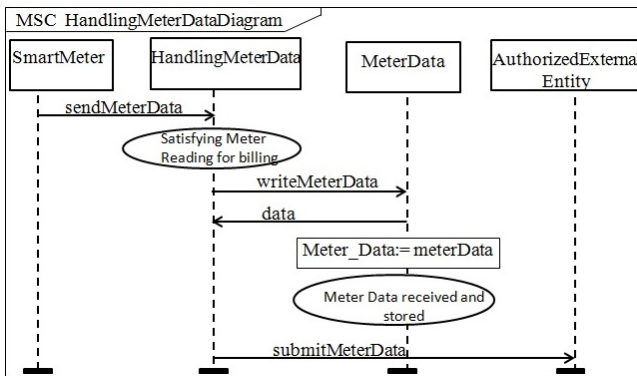 MSC HandlingMeterDataDiagram
SmartMeter
HandlingMeterData
MeterData
AuthorizedExternal
Entity
sendMeterData
Satisfying Meter
Reading for billing
writeMeterData
data
Meter_Data:= meterData
Meter Data received and
stored
submitMeterData